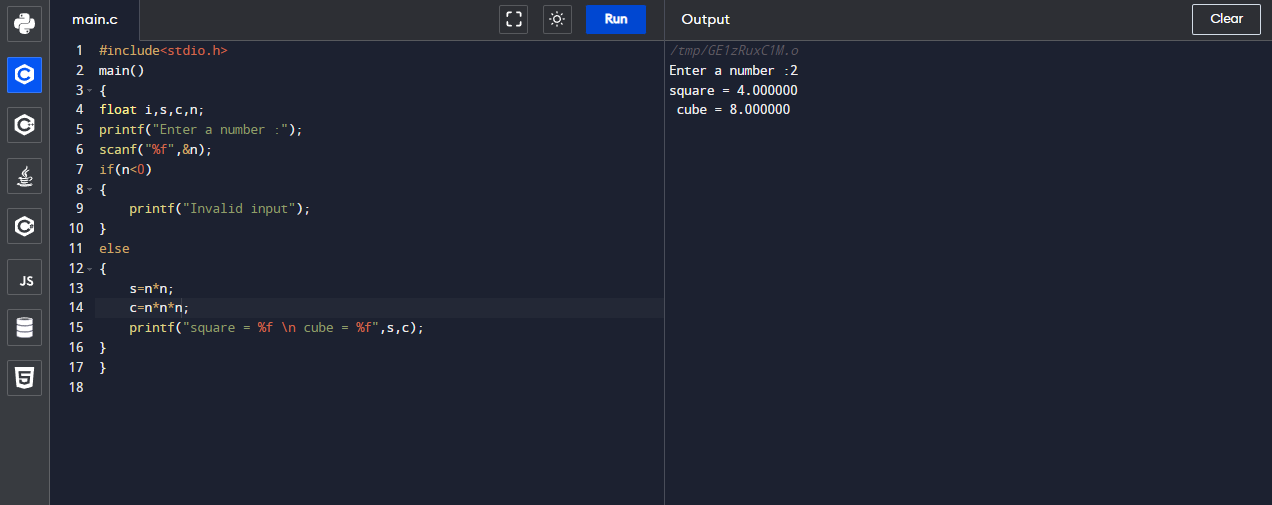 main.c
Run
Output
Clear
1 #include<stdio.h>
2 main()
3 {
4 float i,s,c,n;
5 printf("Enter a number :");
6 scanf("%f",&n);
7 if(n<0)
8 {
9     printf("Invalid input");
10 }
11 else
12 {
13     s=n*n;
14     c=n*n*n;
15     printf("square = %f \n cube = %f",s,c);
16 }
17 }
18
/tmp/GE1zRuxC1M.o
Enter a number :2
square = 4.000000
 cube = 8.000000
JS